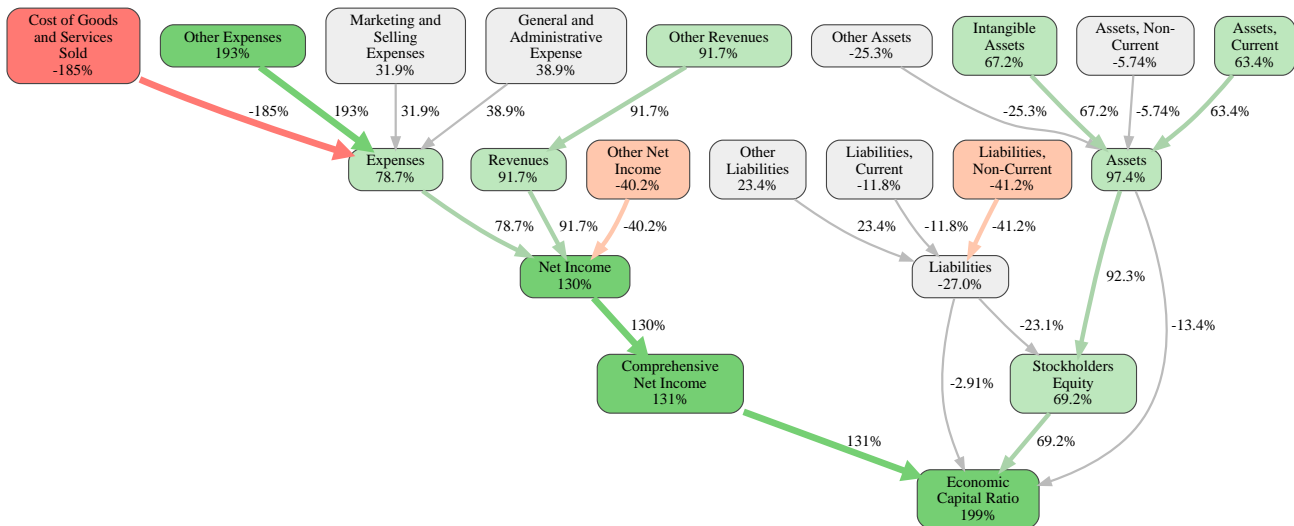 Cost of Goods
and Services
Sold
-185%
Other Expenses
193%
Marketing and
Selling
Expenses
31.9%
General and
Administrative
Expense
38.9%
Other Revenues
91.7%
Other Assets
-25.3%
Intangible
Assets
67.2%
Assets, Non-
Current
-5.74%
Assets,
Current
63.4%
-185%
193%
31.9%
38.9%
91.7%
-25.3%
67.2%
-5.74%
63.4%
Expenses
78.7%
Revenues
91.7%
Other Net
Income
-40.2%
Other
Liabilities
23.4%
Liabilities,
Current
-11.8%
Liabilities,
Non-Current
-41.2%
Assets
97.4%
78.7%
91.7%
-40.2%
23.4%
-11.8%
-41.2%
Net Income
130%
Liabilities
-27.0%
92.3%
130%
-23.1%
-13.4%
Comprehensive
Net Income
131%
-2.91%
Stockholders
Equity
69.2%
131%
69.2%
Economic
Capital Ratio
199%